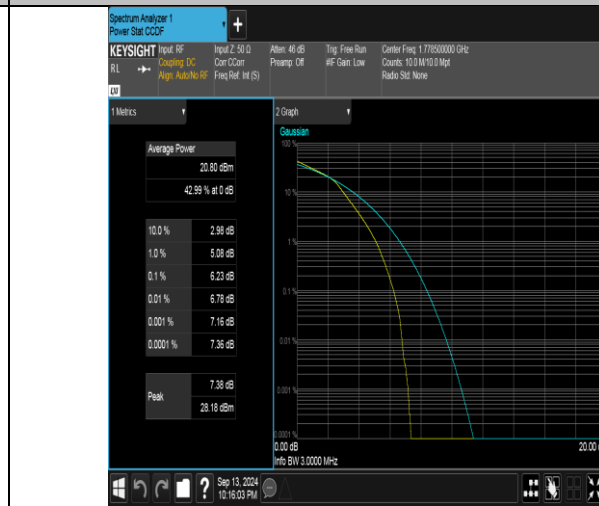 Spectrum Analyzer 1
Power Stat CCDF
+
KEYSIGHT Input: RF Input Z: 50 Ω Atten: 46 dB Trig: Free Run Center Freq: 1.778500000 GHz
RL Coupling: DC Corr CCorr Preamp: Off #IF Gain: Low Counts: 10.0 M/10.0 Mpt
Align: Auto/No RF Freq Ref: Int (S) Radio Std: None
LXI
1 Metrics
2 Graph
Gaussian
Average Power
20.80 dBm
42.99 % at 0 dB
10.0 % 2.98 dB
1.0 % 5.08 dB
0.1 % 6.23 dB
0.01 % 6.78 dB
0.001 % 7.16 dB
0.0001 % 7.36 dB
Peak 7.38 dB
28.18 dBm
100 %
10 %
1 %
0.1 %
0.01 %
0.001 %
0.0001 %
0.00 dB 20.00
Info BW 3.0000 MHz
? Sep 13, 2024
10:16:03 PM